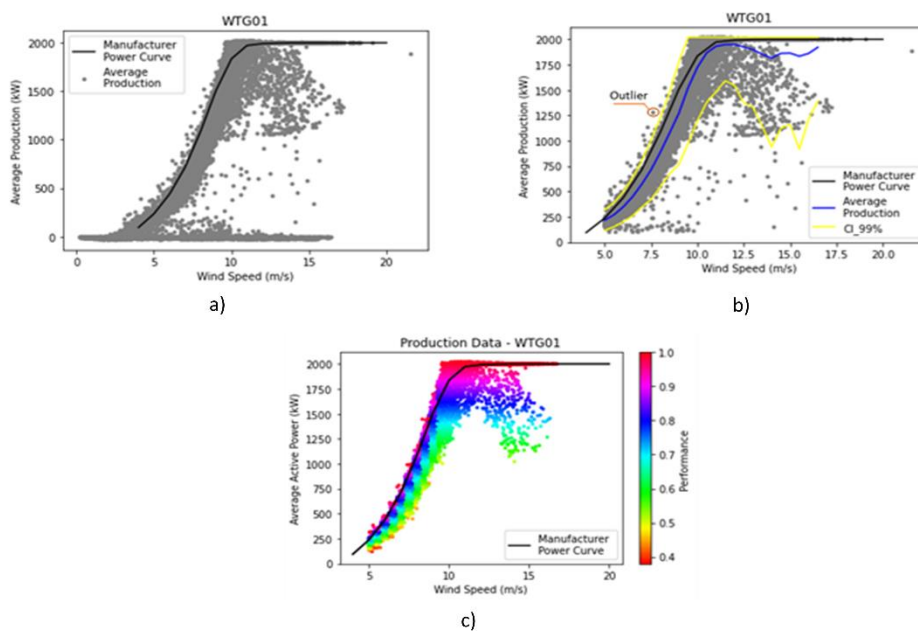 WTG01
2000
1500
1000
500
0
Average Production (kW)
Manufacturer
Power Curve
Average
Production
0
5
10
15
20
Wind Speed (m/s)
a)
WTG01
2000
1750
1500
1250
1000
750
500
250
0
Average Production (kW)
Outlier
Manufacturer
Power Curve
Average
Production
CI_99%
5.0
7.5
10.0
12.5
15.0
17.5
20.0
Wind Speed (m/s)
b)
Production Data - WTG01
2000
1750
1500
1250
1000
750
500
250
0
Average Active Power (kW)
Manufacturer
Power Curve
5
10
15
20
Wind Speed (m/s)
1.0
0.9
0.8
0.7
0.6
0.5
0.4
Performance
c)